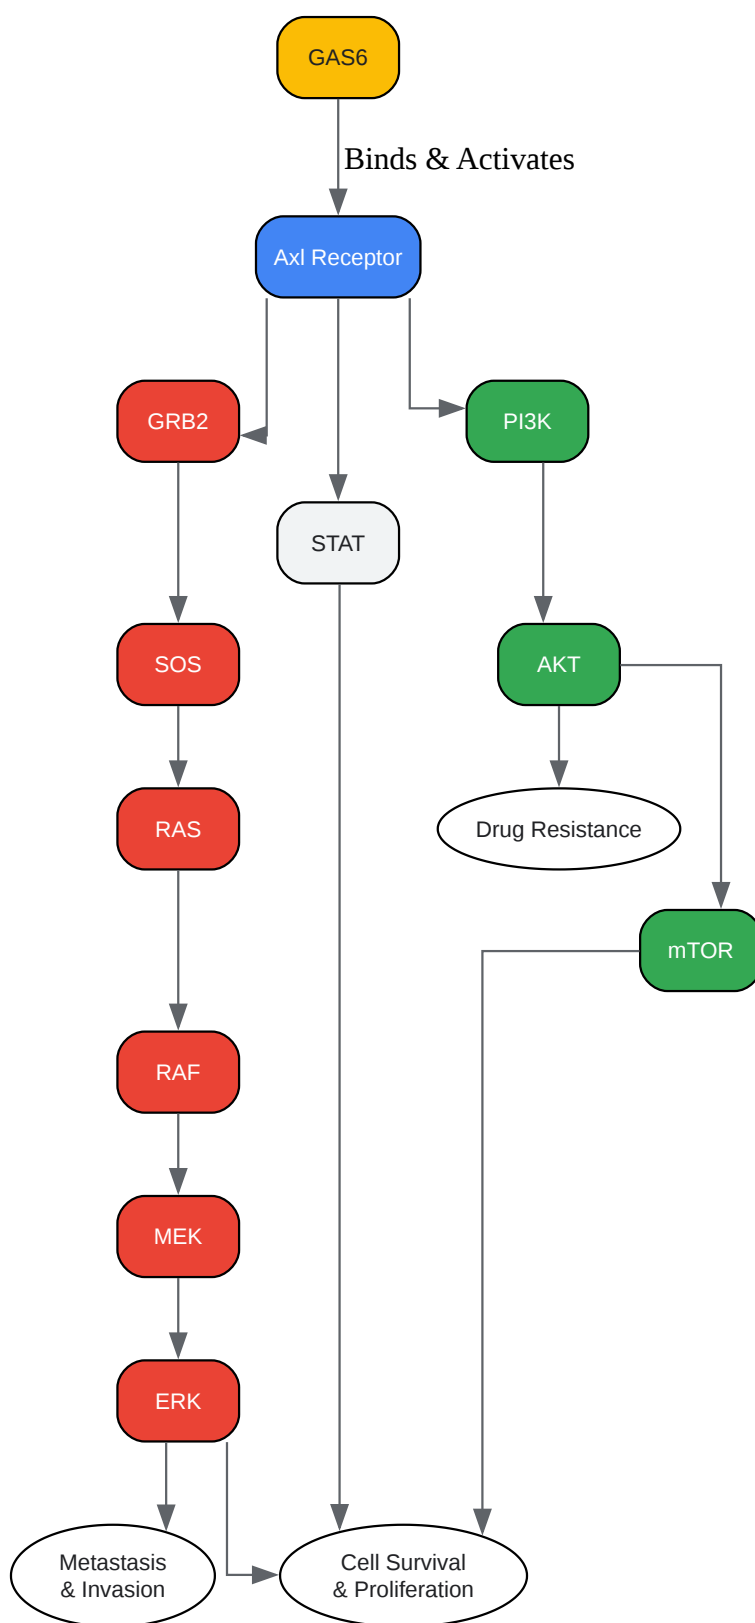 GAS6
Binds & Activates
Axl Receptor
GRB2
PI3K
STAT
SOS
AKT
RAS
Drug Resistance
mTOR
RAF
MEK
ERK
Metastasis
& Invasion
Cell Survival
& Proliferation